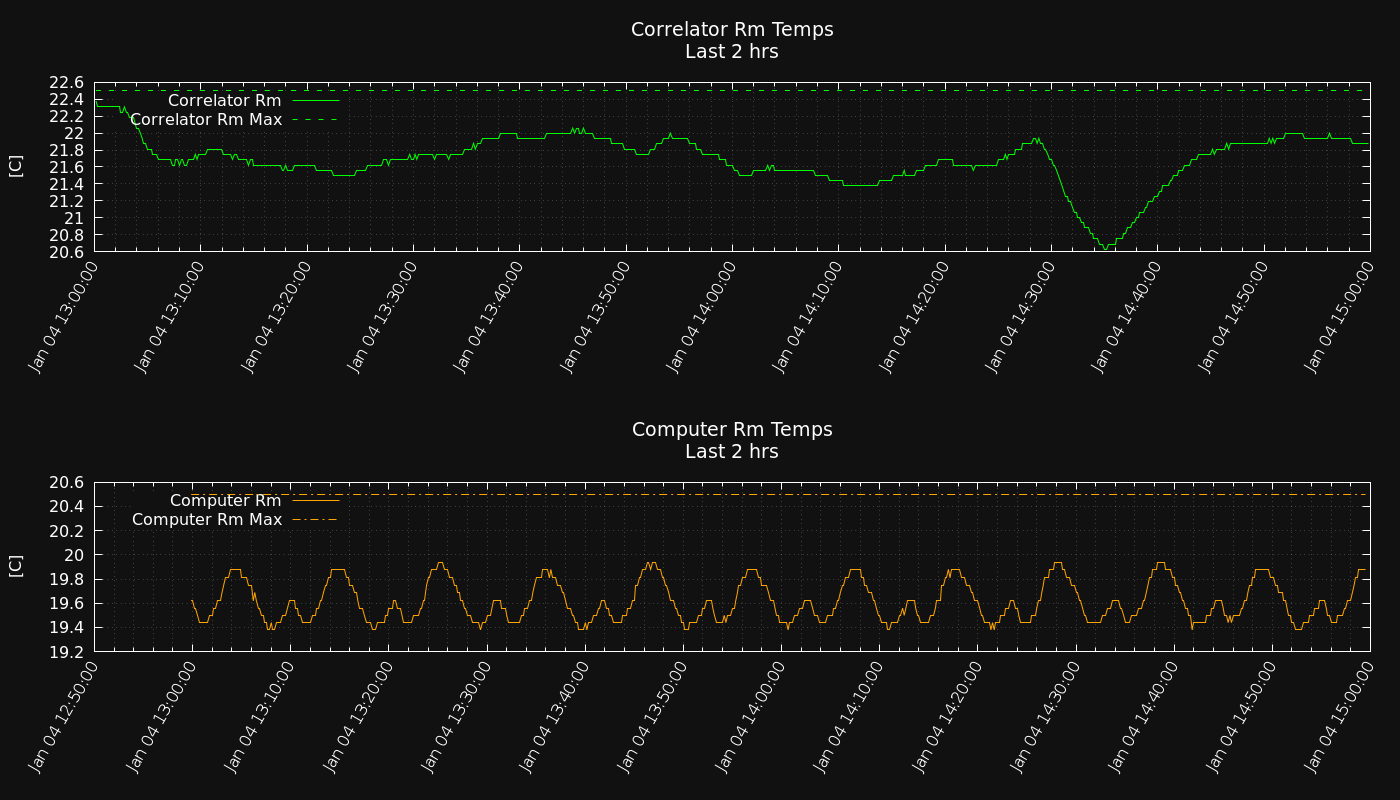 Correlator Rm Temps
Last 2 hrs
22.6
22.4
22.2
22
21.8
21.6
21.4
21.2
21
20.8
20.6
[C]
Correlator Rm
Correlator Rm Max
Jan 04 13:00:00
Jan 04 13:10:00
Jan 04 13:20:00
Jan 04 13:30:00
Jan 04 13:40:00
Jan 04 13:50:00
Jan 04 14:00:00
Jan 04 14:10:00
Jan 04 14:20:00
Jan 04 14:30:00
Jan 04 14:40:00
Jan 04 14:50:00
Jan 04 15:00:00
Computer Rm Temps
Last 2 hrs
20.6
20.4
20.2
20
19.8
19.6
19.4
19.2
[C]
Computer Rm
Computer Rm Max
Jan 04 12:50:00
Jan 04 13:00:00
Jan 04 13:10:00
Jan 04 13:20:00
Jan 04 13:30:00
Jan 04 13:40:00
Jan 04 13:50:00
Jan 04 14:00:00
Jan 04 14:10:00
Jan 04 14:20:00
Jan 04 14:30:00
Jan 04 14:40:00
Jan 04 14:50:00
Jan 04 15:00:00